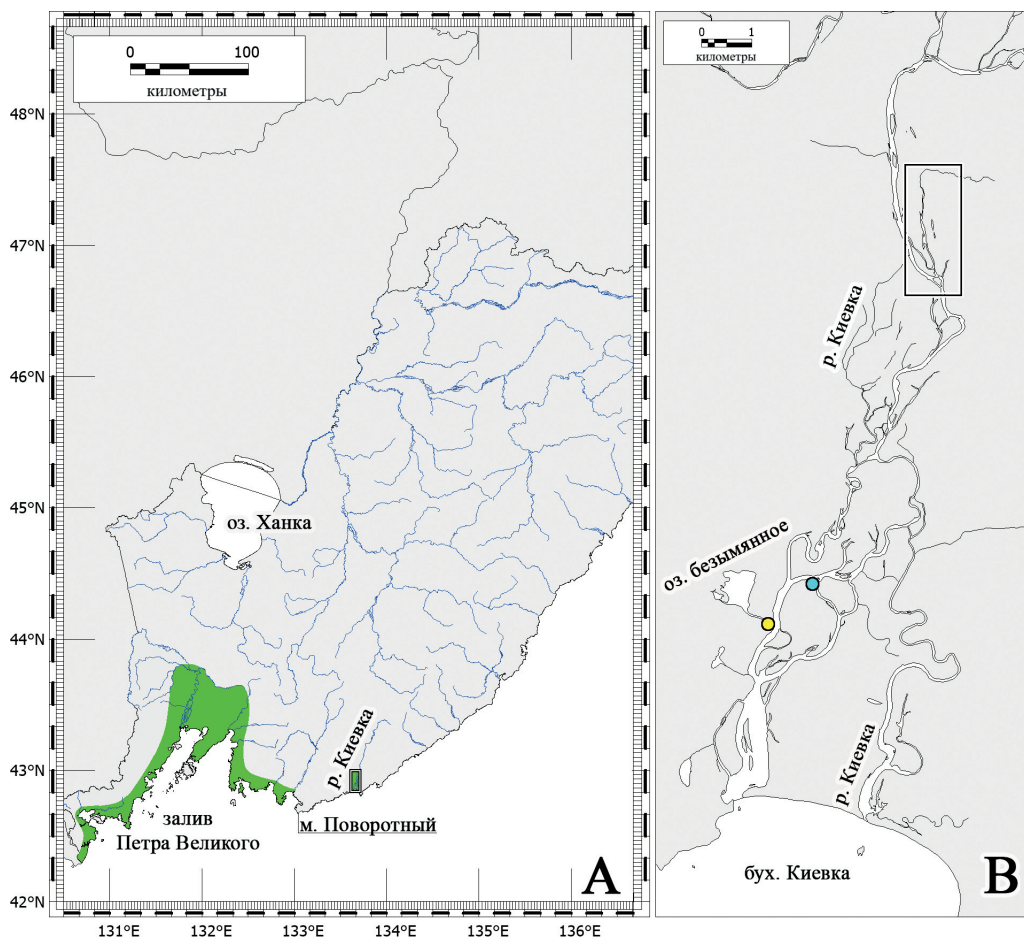 0 100
километры
48°N
47°N
46°N
45°N
44°N
43°N
42°N
оз. Ханка
р. Киевка
залив
Петра Великого
м. Поворотный
A
131°E 132°E 133°E 134°E 135°E 136°E
0 1
километры
р. Киевка
оз. безымянное
р. Киевка
бух. Киевка
B